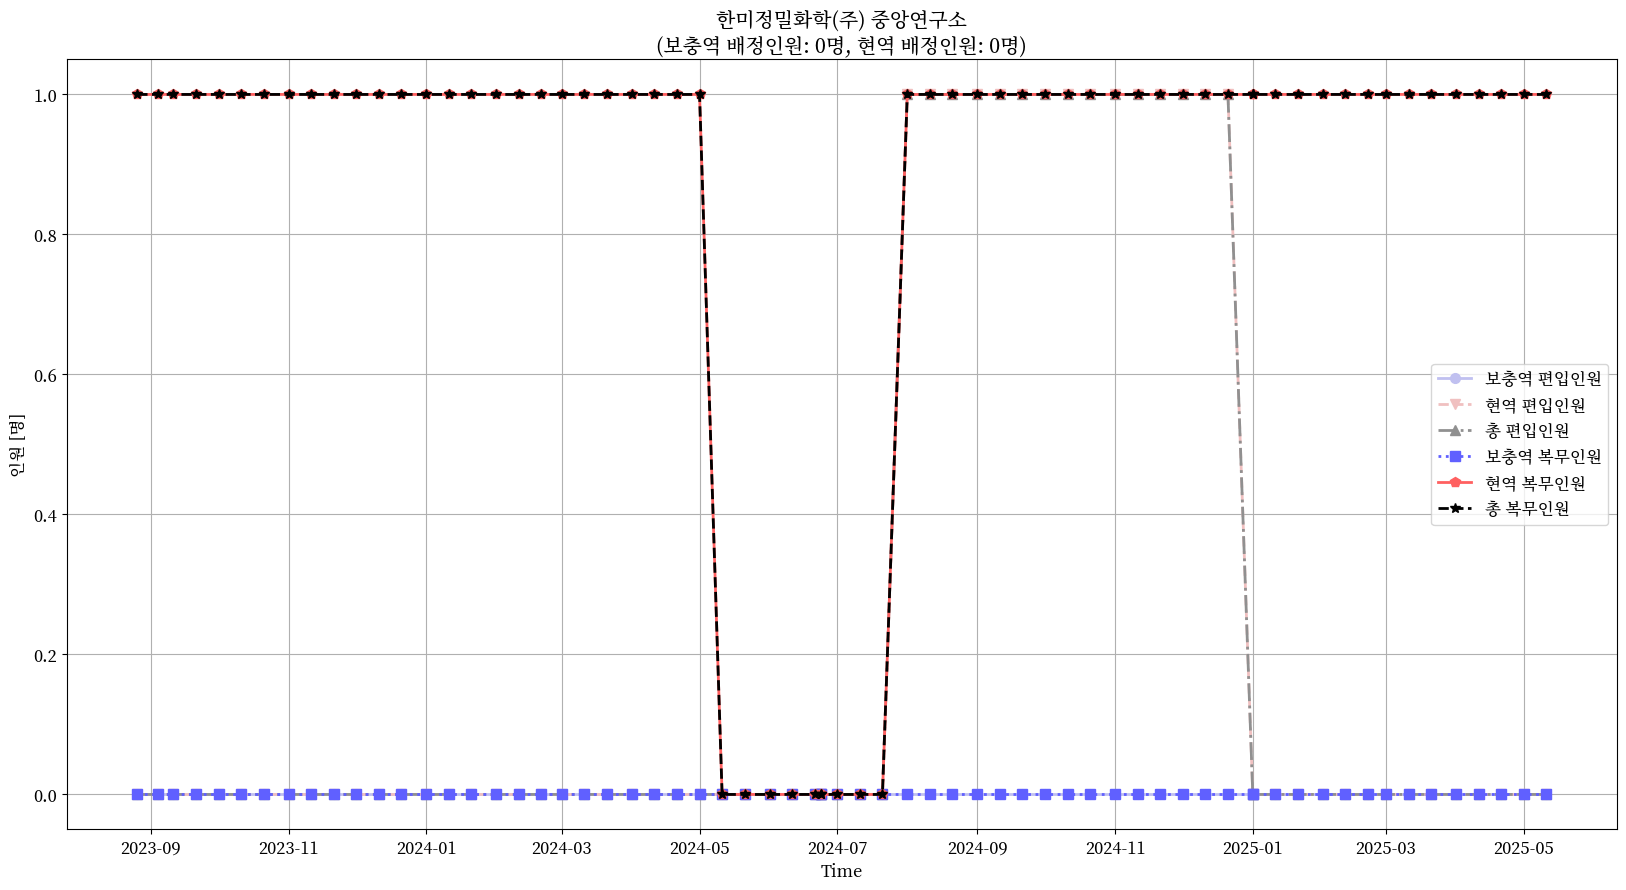 한미정밀화학(주) 중앙연구소
(보충역 배정인원: 0명, 현역 배정인원: 0명)
인원 [명]
1.0
0.8
0.6
0.4
0.2
0.0
보충역 편입인원
현역 편입인원
총 편입인원
보충역 복무인원
현역 복무인원
총 복무인원
2023-09 2023-11 2024-01 2024-03 2024-05 2024-07 2024-09 2024-11 2025-01 2025-03 2025-05
Time